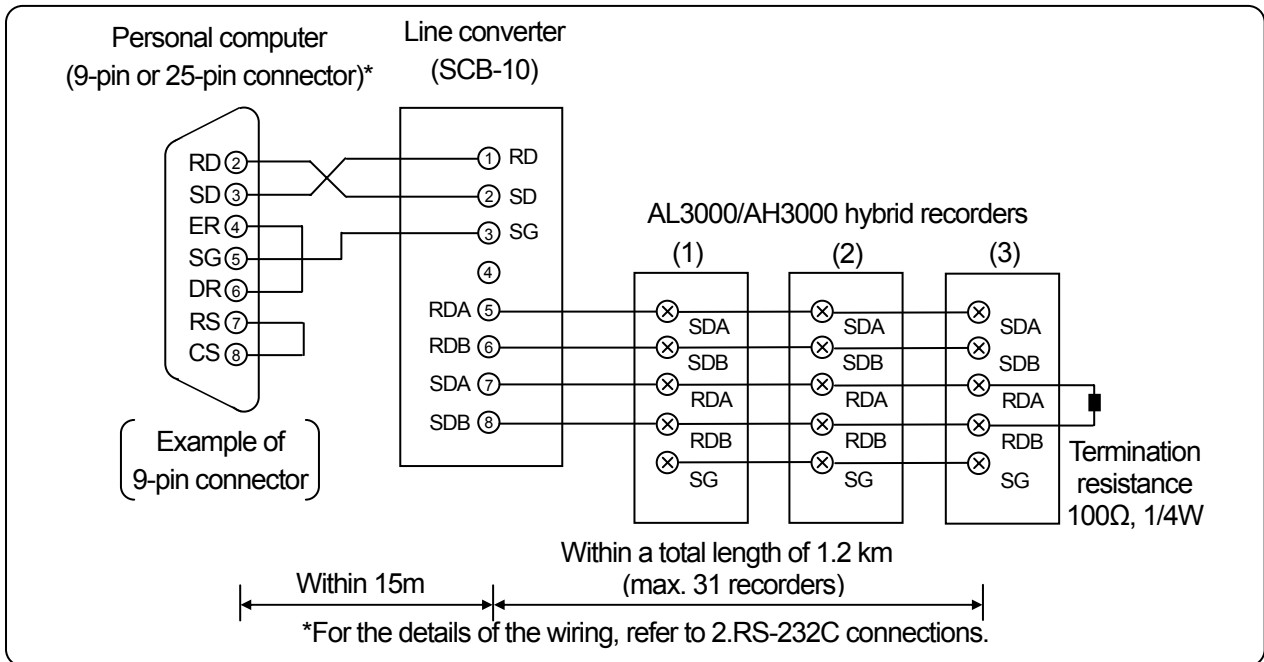 Personal computer
(9-pin or 25-pin connector)*
Line converter
(SCB-10)
RD ②
SD ③
ER ④
SG ⑤
DR ⑥
RS ⑦
CS ⑧
Example of
9-pin connector
① RD
② SD
③ SG
④
RDA ⑤
RDB ⑥
SDA ⑦
SDB ⑧
AL3000/AH3000 hybrid recorders
(1)
SDA
SDB
RDA
RDB
SG
(2)
SDA
SDB
RDA
RDB
SG
(3)
SDA
SDB
RDA
RDB
SG
Termination
resistance
100Ω, 1/4W
Within a total length of 1.2 km
(max. 31 recorders)
Within 15m
*For the details of the wiring, refer to 2.RS-232C connections.